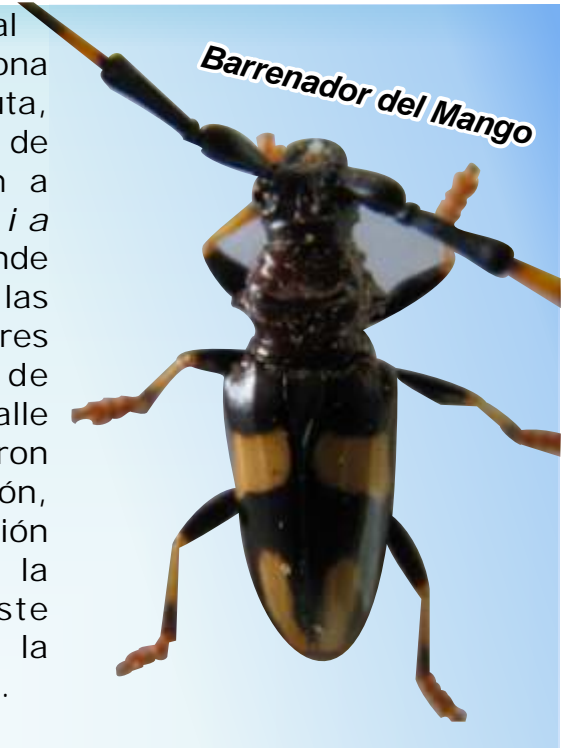 al
ona
uta,
de
n a
i a
nde
las
res
de
alle
ron
ón,
ión
la
ste
la
.
Barrenador del Mango